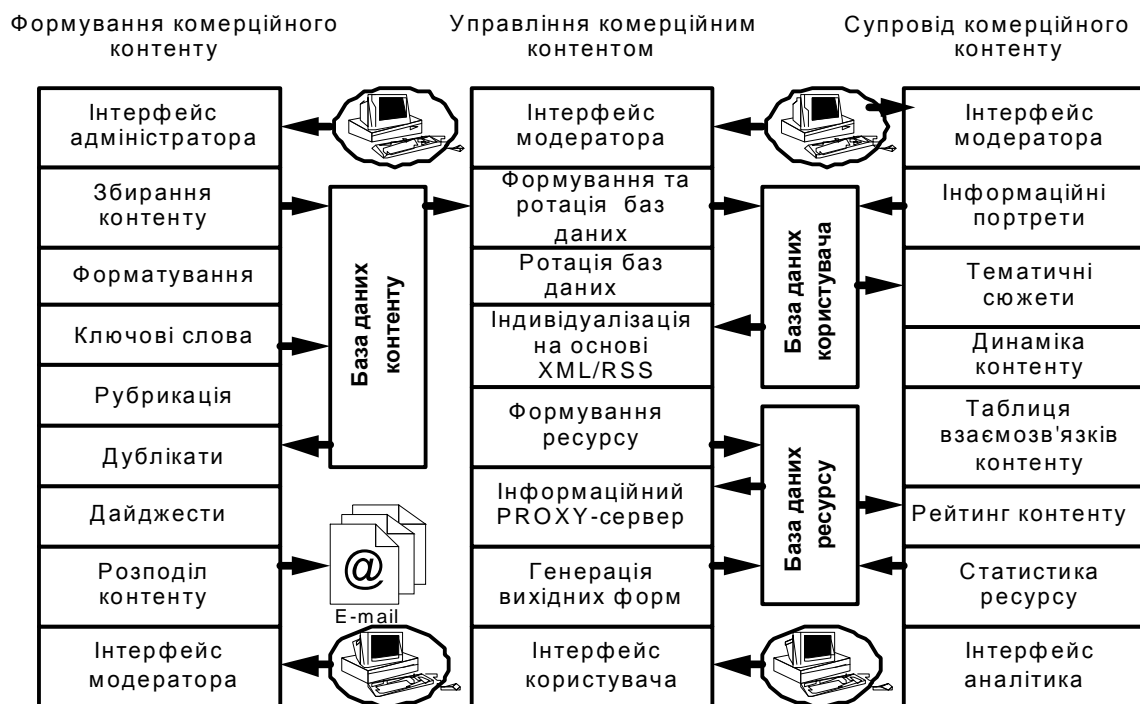 Формування комерційного
контенту
Управління комерційним
контентом
Супровід комерційного
контенту
Інтерфейс
адміністратора
Збирання
контенту
Форматування
Ключові слова
Рубрикація
Дублікати
Дайджести
Розподіл
контенту
Інтерфейс
модератора
База даних
контенту
@
E-mail
Інтерфейс
модератора
Формування та
ротація баз
даних
Ротація баз
даних
Індивідуалізація
на основі
XML/RSS
Формування
ресурсу
Інформаційний
PROXY-сервер
Генерація
вихідних форм
Інтерфейс
користувача
База даних
користувача
База даних
ресурсу
Інтерфейс
модератора
Інформаційні
портрети
Тематичні
сюжети
Динаміка
контенту
Таблиця
взаємозв'язків
контенту
Рейтинг контенту
Статистика
ресурсу
Інтерфейс
аналітика